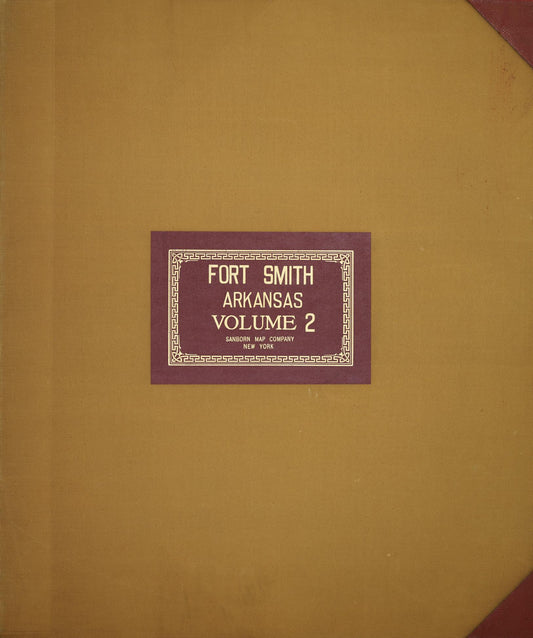 FORT SMITH
ARKANSAS
VOLUME 2
SANBORN MAP COMPANY
NEW YORK